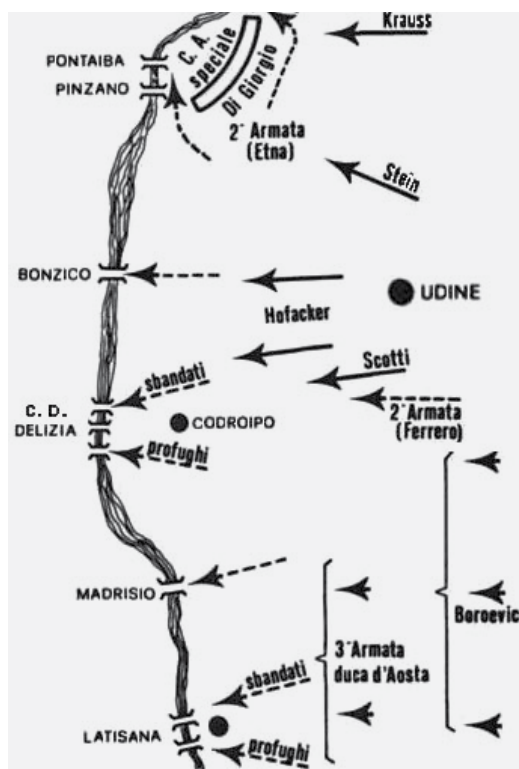 Krauss
C. A.
speciale
Di Giorgio
PONTAIBA
PINZANO
2ª Armata
(Etna)
Stein
BONZICO
UDINE
Hofacker
Scotti
sbandati
2ª Armata
(Ferrero)
C. D.
DELIZIA
CODROIPO
profughi
MADRISIO
Boroevic
3ª Armata
duca d'Aosta
sbandati
LATISANA
profughi